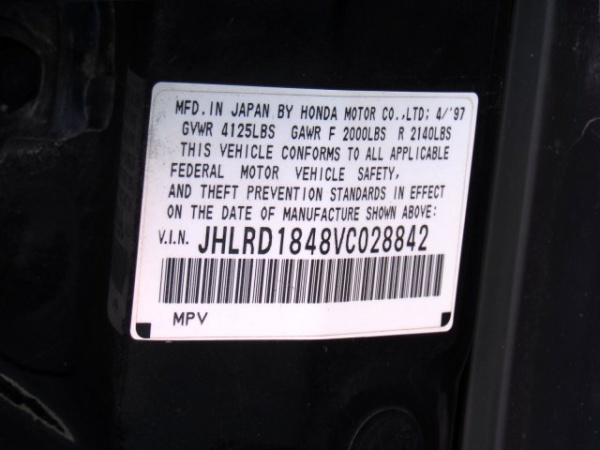 MFD.IN JAPAN BY HONDA MOTOR CO.,LTD; 4/'97
GVWR 4125LBS GAWR F 2000LBS R 2140LBS
THIS VEHICLE CONFORMS TO ALL APPLICABLE
FEDERAL MOTOR VEHICLE SAFETY,
AND THEFT PREVENTION STANDARDS IN EFFECT
ON THE DATE OF MANUFACTURE SHOWN ABOVE:
V.I.N. JHLRD1848VC028842
MPV